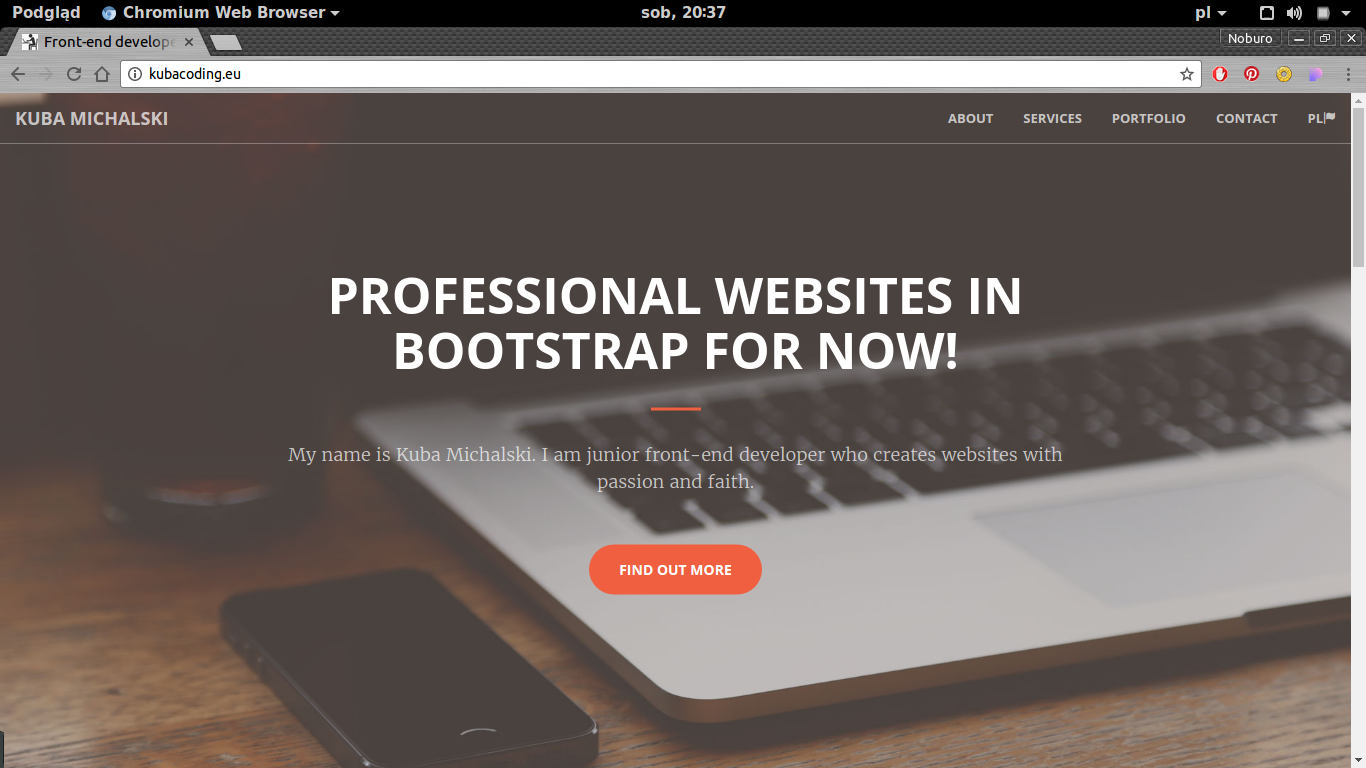 Podgląd Chromium Web Browser sob, 20:37 pl
Front-end develope Noburo
kubacoding.eu
KUBA MICHALSKI ABOUT SERVICES PORTFOLIO CONTACT PL
PROFESSIONAL WEBSITES IN
BOOTSTRAP FOR NOW!
My name is Kuba Michalski. I am junior front-end developer who creates websites with
passion and faith.
FIND OUT MORE